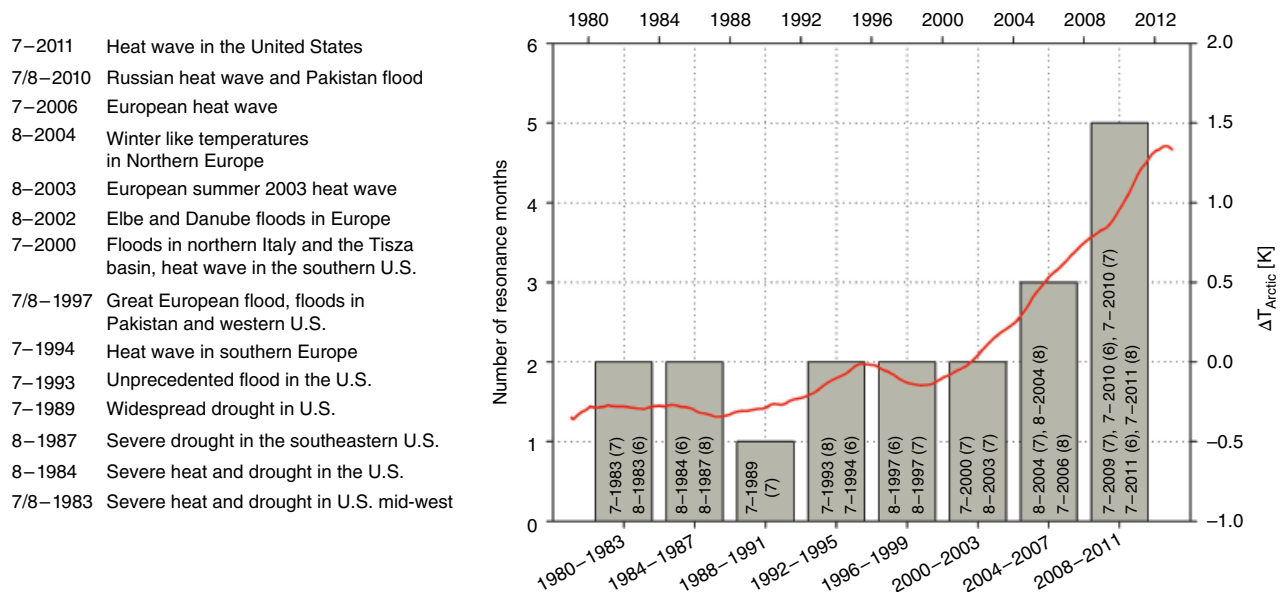 7–2011 Heat wave in the United States
7/8–2010 Russian heat wave and Pakistan flood
7–2006 European heat wave
8–2004 Winter like temperatures
in Northern Europe
8–2003 European summer 2003 heat wave
8–2002 Elbe and Danube floods in Europe
7–2000 Floods in northern Italy and the Tisza
basin, heat wave in the southern U.S.
7/8–1997 Great European flood, floods in
Pakistan and western U.S.
7–1994 Heat wave in southern Europe
7–1993 Unprecedented flood in the U.S.
7–1989 Widespread drought in U.S.
8–1987 Severe drought in the southeastern U.S.
8–1984 Severe heat and drought in the U.S.
7/8–1983 Severe heat and drought in U.S. mid-west
1980 1984 1988 1992 1996 2000 2004 2008 2012
Number of resonance months
6
5
4
3
2
1
0
7–1983 (7)
8–1983 (6)
8–1984 (6)
8–1987 (8)
7–1989
(7)
7–1993 (8)
7–1994 (6)
8–1997 (6)
8–1997 (7)
7–2000 (7)
8–2003 (7)
8–2004 (7), 8–2004 (8)
7–2006 (8)
7–2009 (7), 7–2010 (6), 7–2010 (7)
7–2011 (6), 7–2011 (8)
2.0
1.5
1.0
0.5
0.0
–0.5
–1.0
ΔTArctic [K]
1980–1983
1984–1987
1988–1991
1992–1995
1996–1999
2000–2003
2004–2007
2008–2011